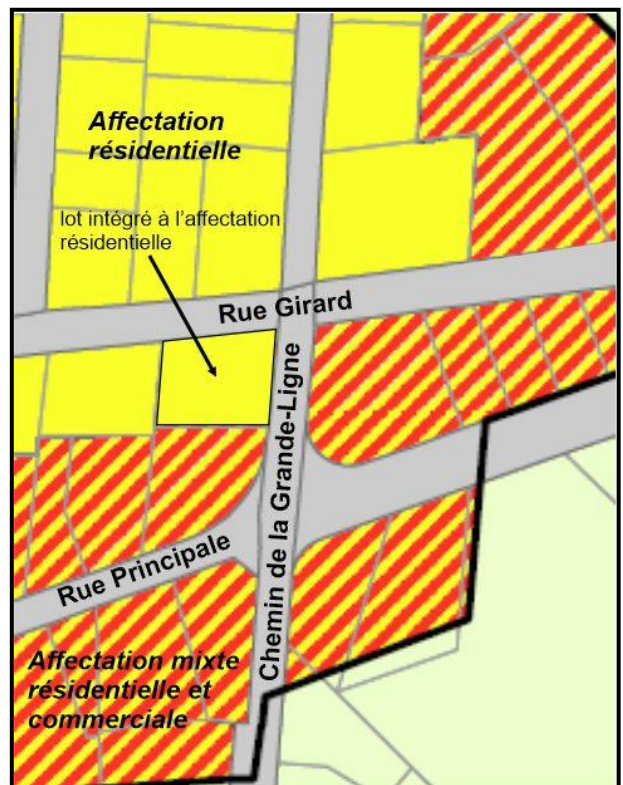 Affectation
résidentielle
lot intégré à l'affectation
résidentielle
Rue Girard
Chemin de la Grande-Ligne
Rue Principale
Affectation mixte
résidentielle et
commerciale